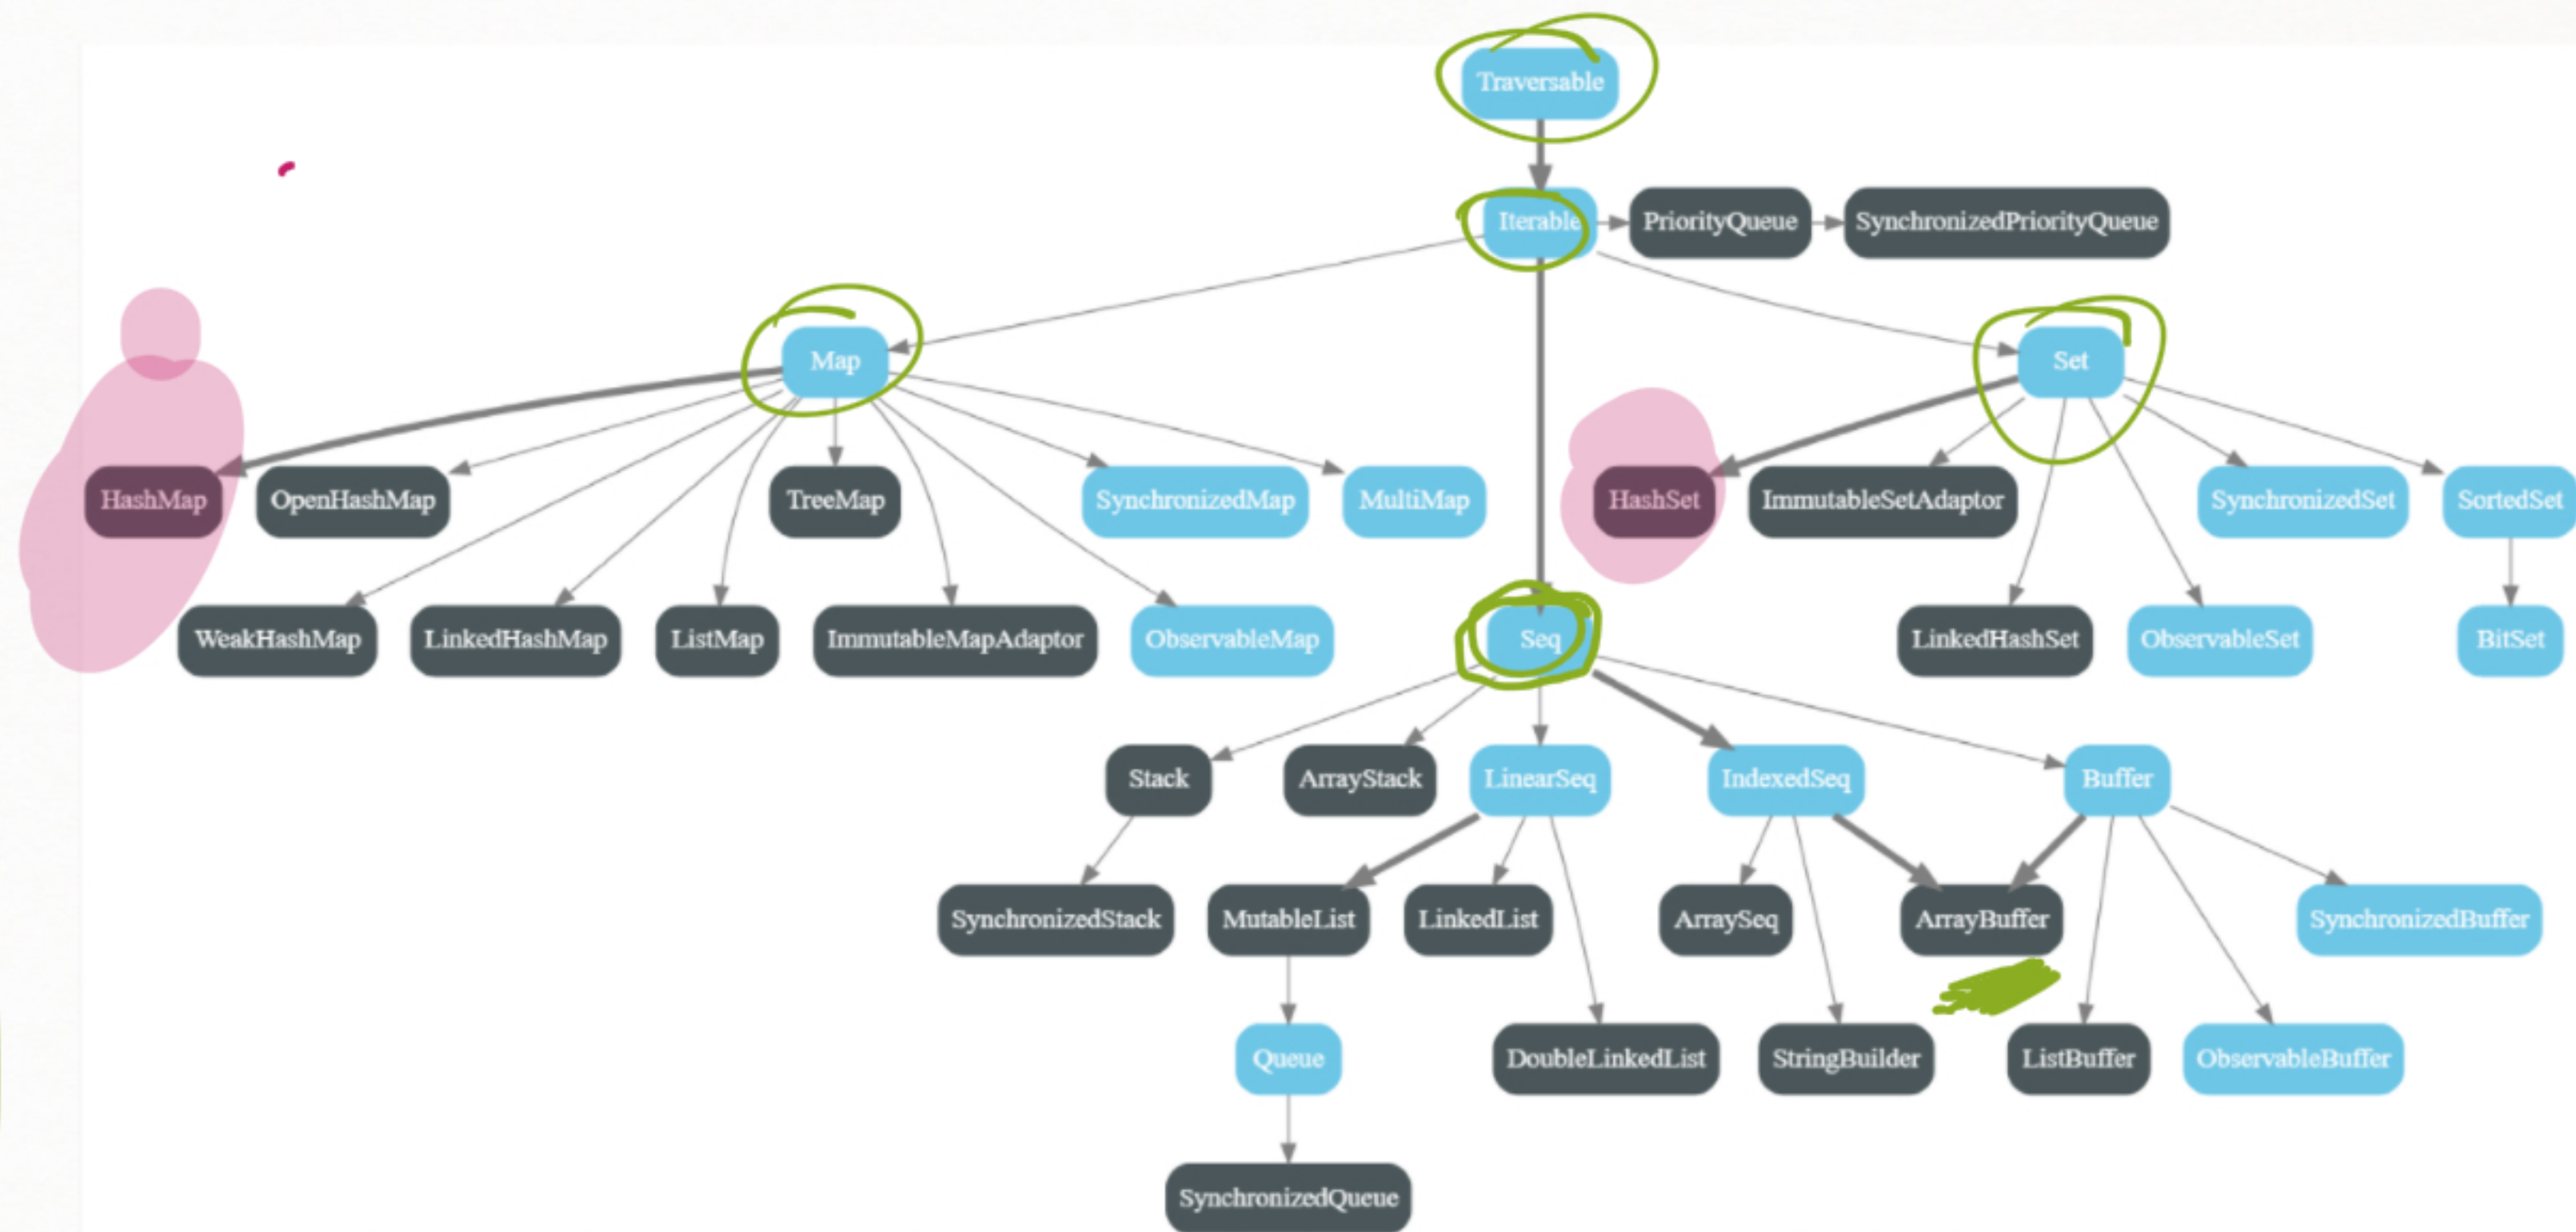 Traversable
Iterable
PriorityQueue
SynchronizedPriorityQueue
Map
Set
HashMap
OpenHashMap
TreeMap
SynchronizedMap
MultiMap
HashSet
ImmutableSetAdaptor
SynchronizedSet
SortedSet
WeakHashMap
LinkedHashMap
ListMap
ImmutableMapAdaptor
ObservableMap
Seq
LinkedHashSet
ObservableSet
BitSet
Stack
ArrayStack
LinearSeq
IndexedSeq
Buffer
SynchronizedStack
MutableList
LinkedList
ArraySeq
ArrayBuffer
SynchronizedBuffer
Queue
DoubleLinkedList
StringBuilder
ListBuffer
ObservableBuffer
SynchronizedQueue